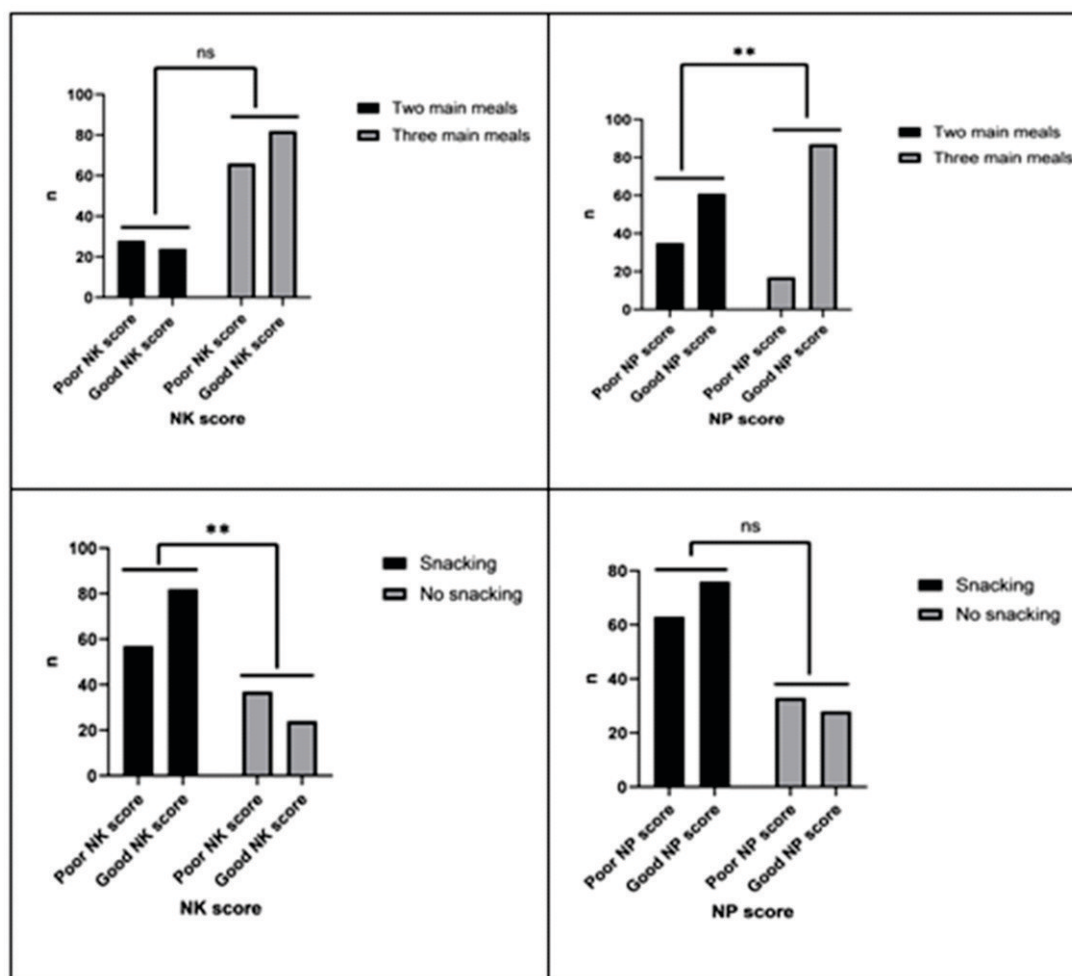 ns
100
80
60
40
20
0
n
Poor NK score
Good NK score
Poor NK score
Good NK score
NK score
Two main meals
Three main meals
**
100
80
60
40
20
0
n
Poor NP score
Good NP score
Poor NP score
Good NP score
NP score
Two main meals
Three main meals
**
100
80
60
40
20
0
n
Poor NK score
Good NK score
Poor NK score
Good NK score
NK score
Snacking
No snacking
ns
80
60
40
20
0
n
Poor NP score
Good NP score
Poor NP score
Good NP score
NP score
Snacking
No snacking